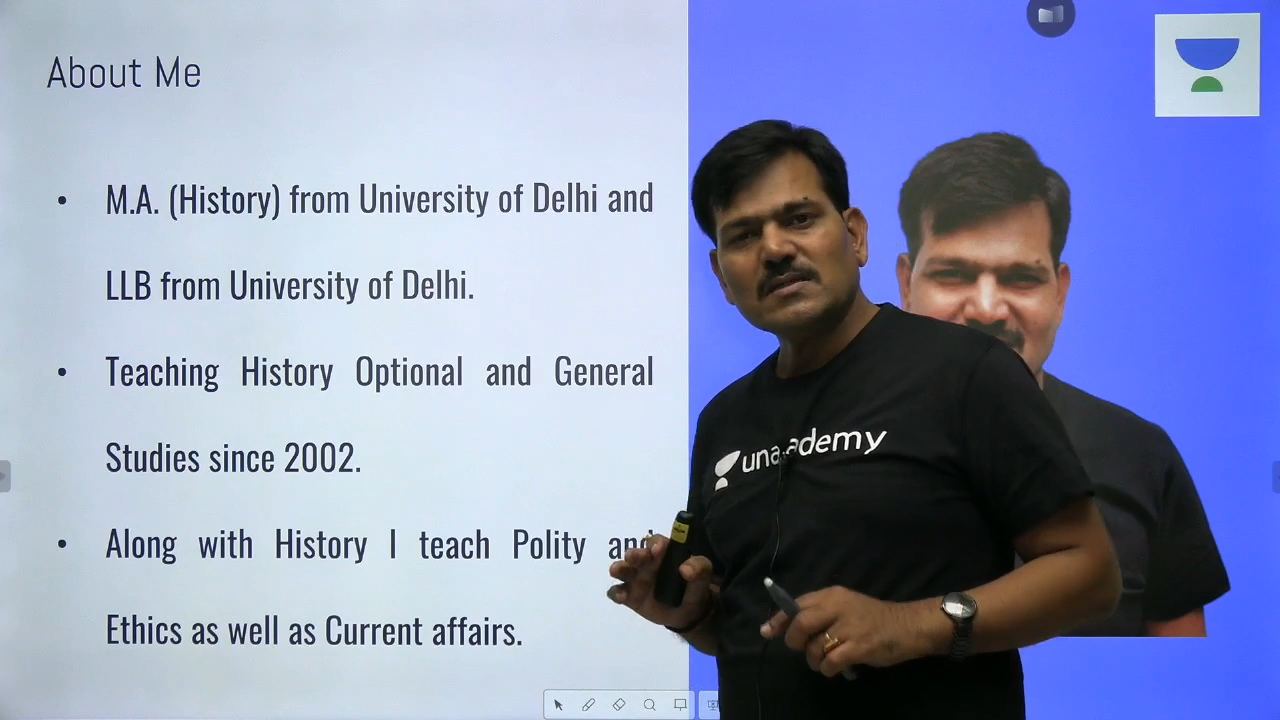 About Me
• M.A. (History) from University of Delhi and
LLB from University of Delhi.
• Teaching History Optional and General
Studies since 2002.
• Along with History I teach Polity and
Ethics as well as Current affairs.
unacademy